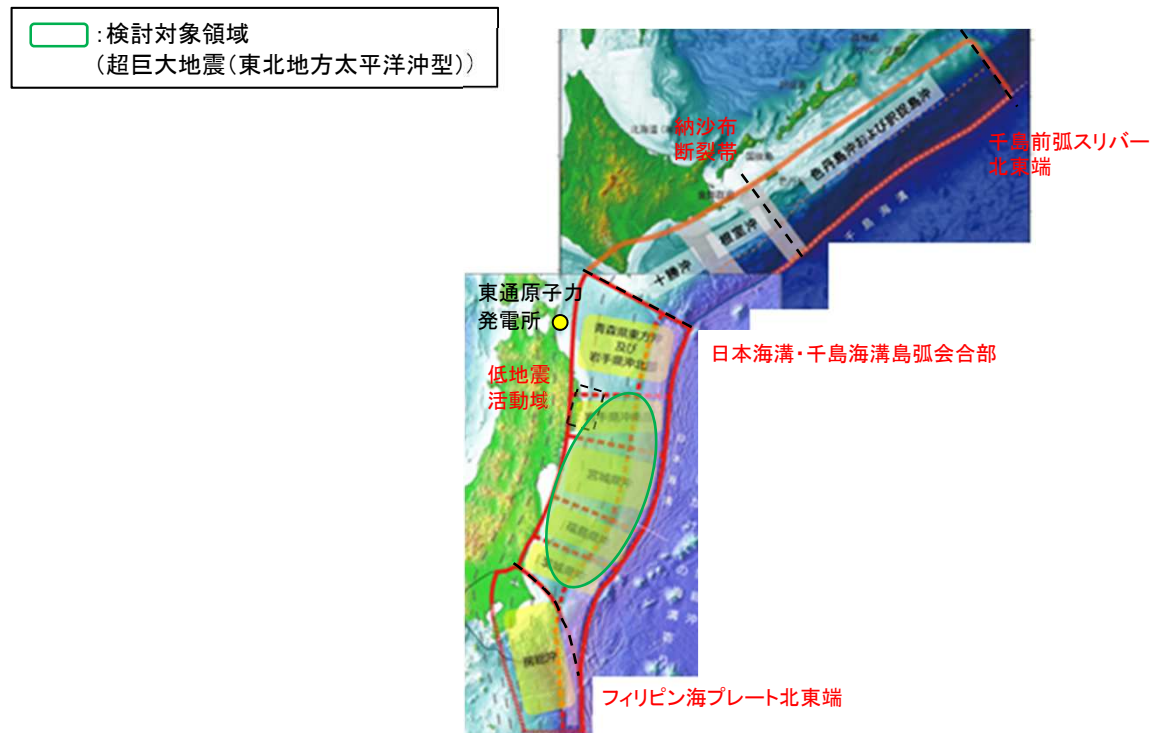 :検討対象領域
(超巨大地震(東北地方太平洋沖型))
納沙布
断裂帯
色丹島沖および択捉島沖
千島前弧スリバー
北東端
根室沖
千島海溝
十勝沖
東通原子力
発電所
青森県東方沖
及び
岩手県沖北部
日本海溝・千島海溝島弧会合部
低地震
活動域
宮城県沖
福島県沖
房総沖
フィリピン海プレート北東端